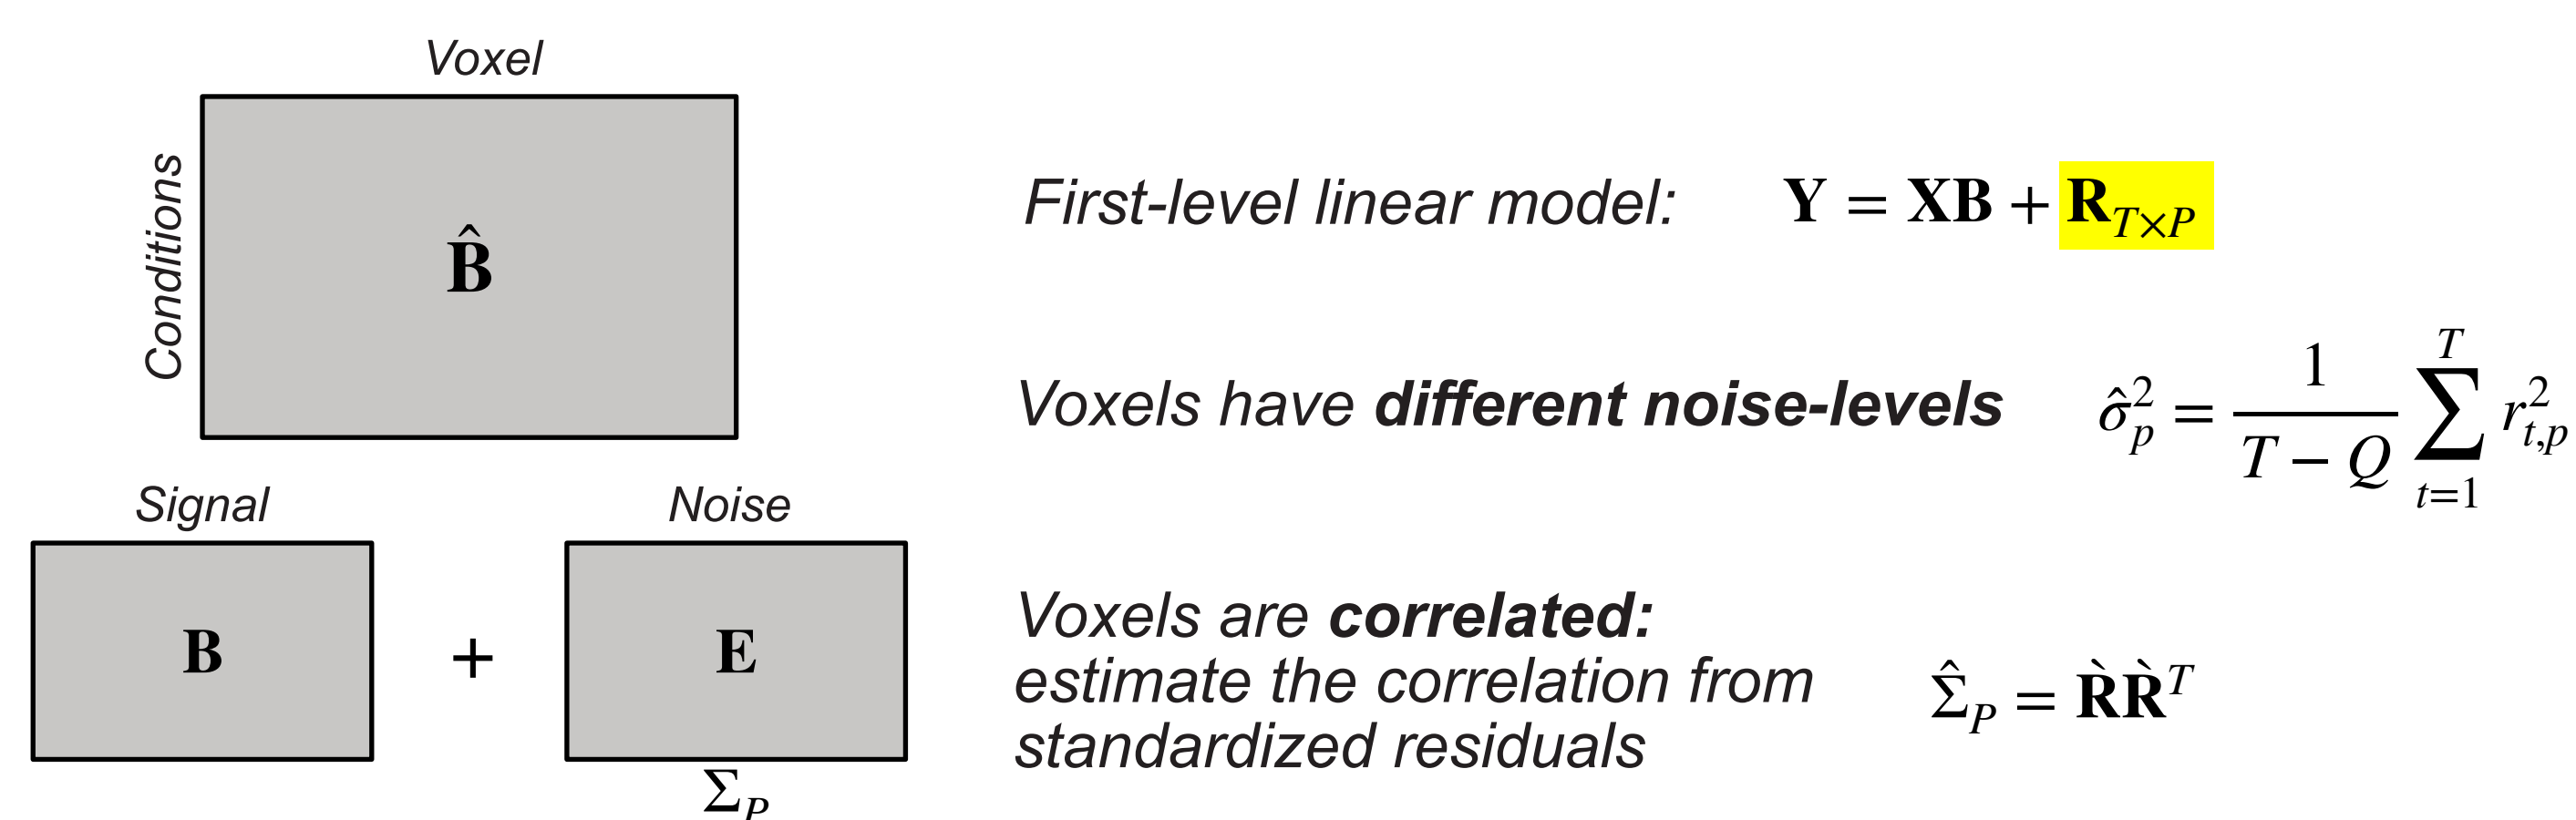 Voxel
Conditions
B̂
Signal
Noise
B
+
E
Σ_P
First-level linear model: Y = XB + R_{T×P}
Voxels have different noise-levels σ̂²_p = 1/(T − Q) ∑_{t=1}^{T} r²_{t,p}
Voxels are correlated:
estimate the correlation from
standardized residuals
Σ̂_P = R̀R̀^T